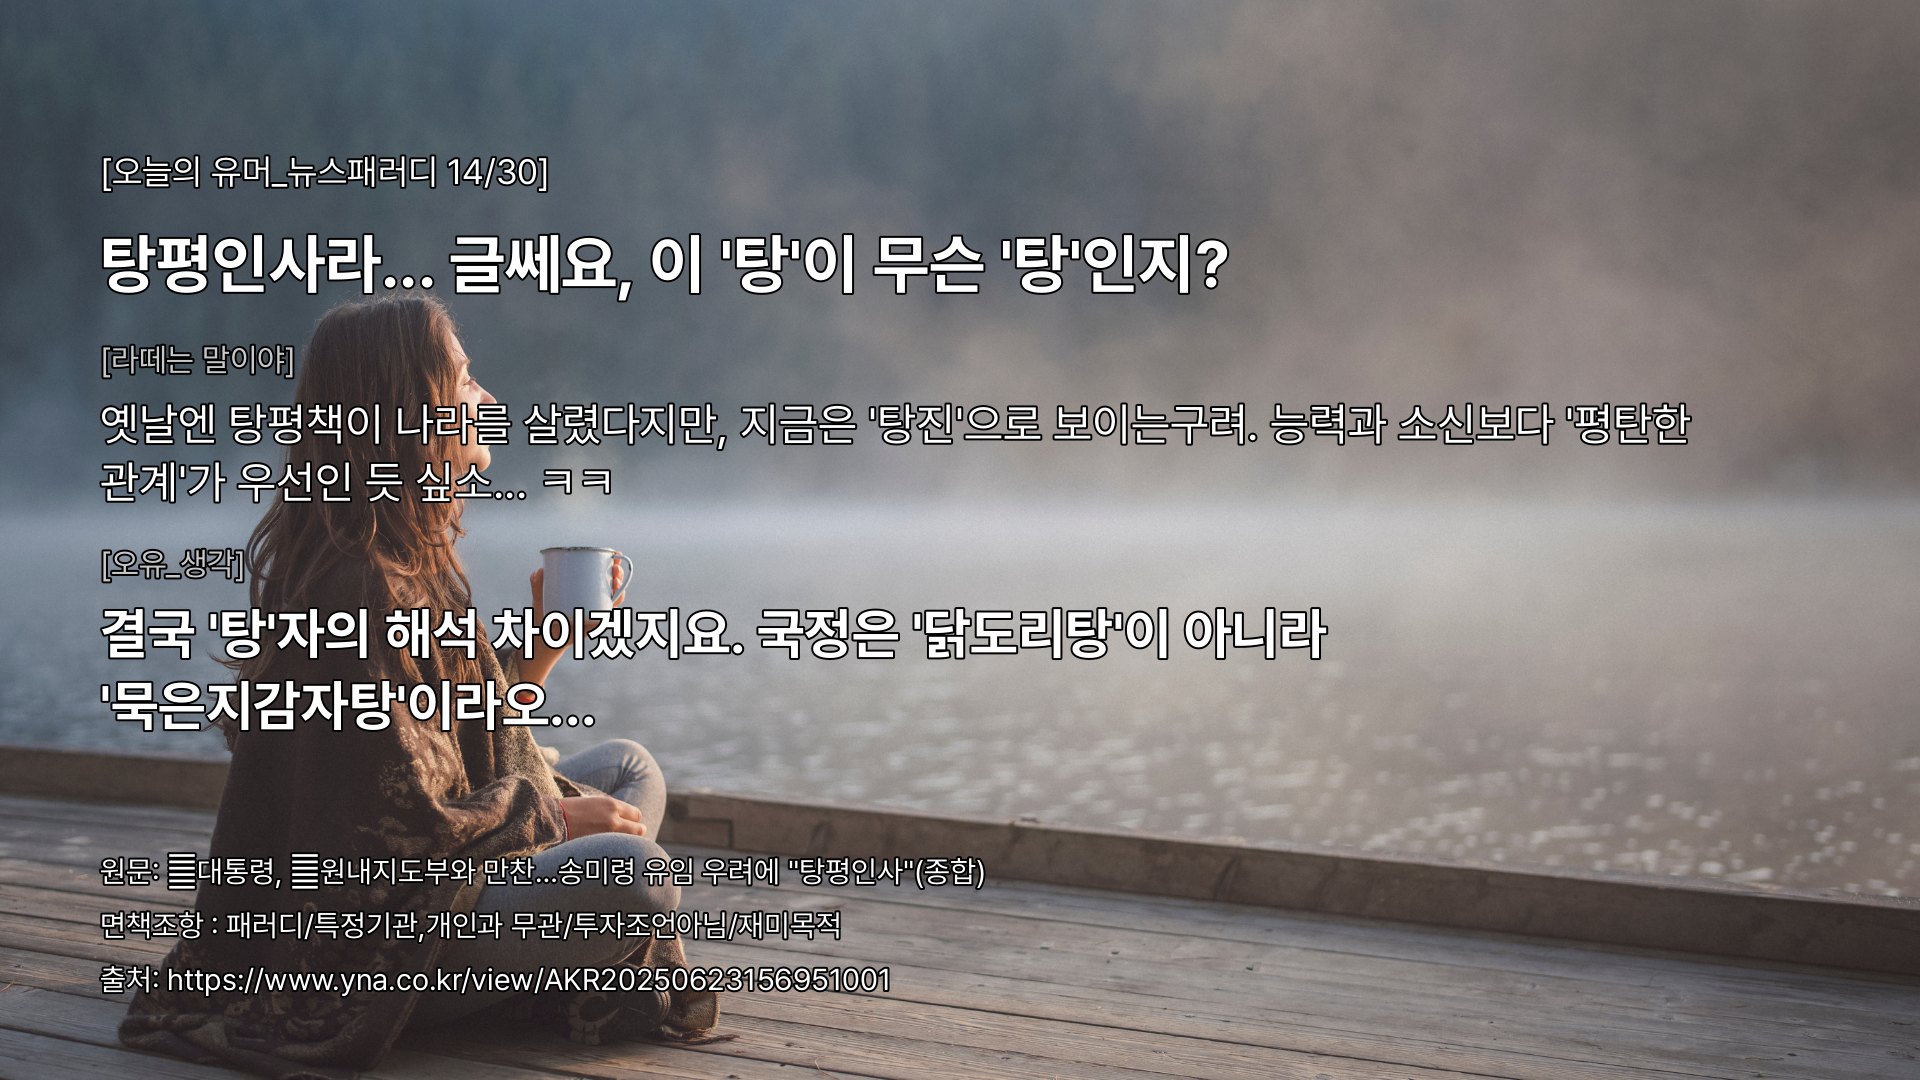 [오늘의 유머_뉴스패러디 14/30]
탕평인사라... 글쎄요, 이 '탕'이 무슨 '탕'인지?
[라떼는 말이야]
옛날엔 탕평책이 나라를 살렸다지만, 지금은 '탕진'으로 보이는구려. 능력과 소신보다 '평탄한
관계'가 우선인 듯 싶소... ㅋㅋ
[오유_생각]
결국 '탕'자의 해석 차이겠지요. 국정은 '닭도리탕'이 아니라
'묵은지감자탕'이라오...
원문: 대통령, 원내지도부와 만찬...송미령 유임 우려에 "탕평인사"(종합)
면책조항 : 패러디/특정기관,개인과 무관/투자조언아님/재미목적
출처: https://www.yna.co.kr/view/AKR20250623156951001